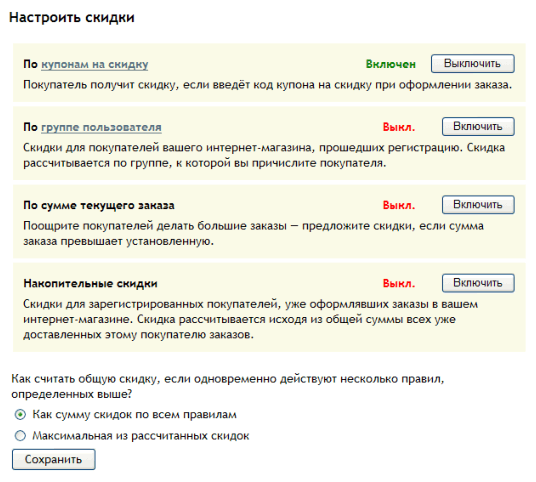 Настроить скидки
По купонам на скидку Включен Выключить
Покупатель получит скидку, если введёт код купона на скидку при оформлении заказа.
По группе пользователя Выкл. Включить
Скидки для покупателей вашего интернет-магазина, прошедших регистрацию. Скидка
рассчитывается по группе, к которой вы причислите покупателя.
По сумме текущего заказа Выкл. Включить
Поощрите покупателей делать большие заказы — предложите скидки, если сумма
заказа превышает установленную.
Накопительные скидки Выкл. Включить
Скидки для зарегистрированных покупателей, уже оформлявших заказы в вашем
интернет-магазине. Скидка рассчитывается исходя из общей суммы всех уже
доставленных этому покупателю заказов.
Как считать общую скидку, если одновременно действуют несколько правил,
определенных выше?
Как сумму скидок по всем правилам
Максимальная из рассчитанных скидок
Сохранить